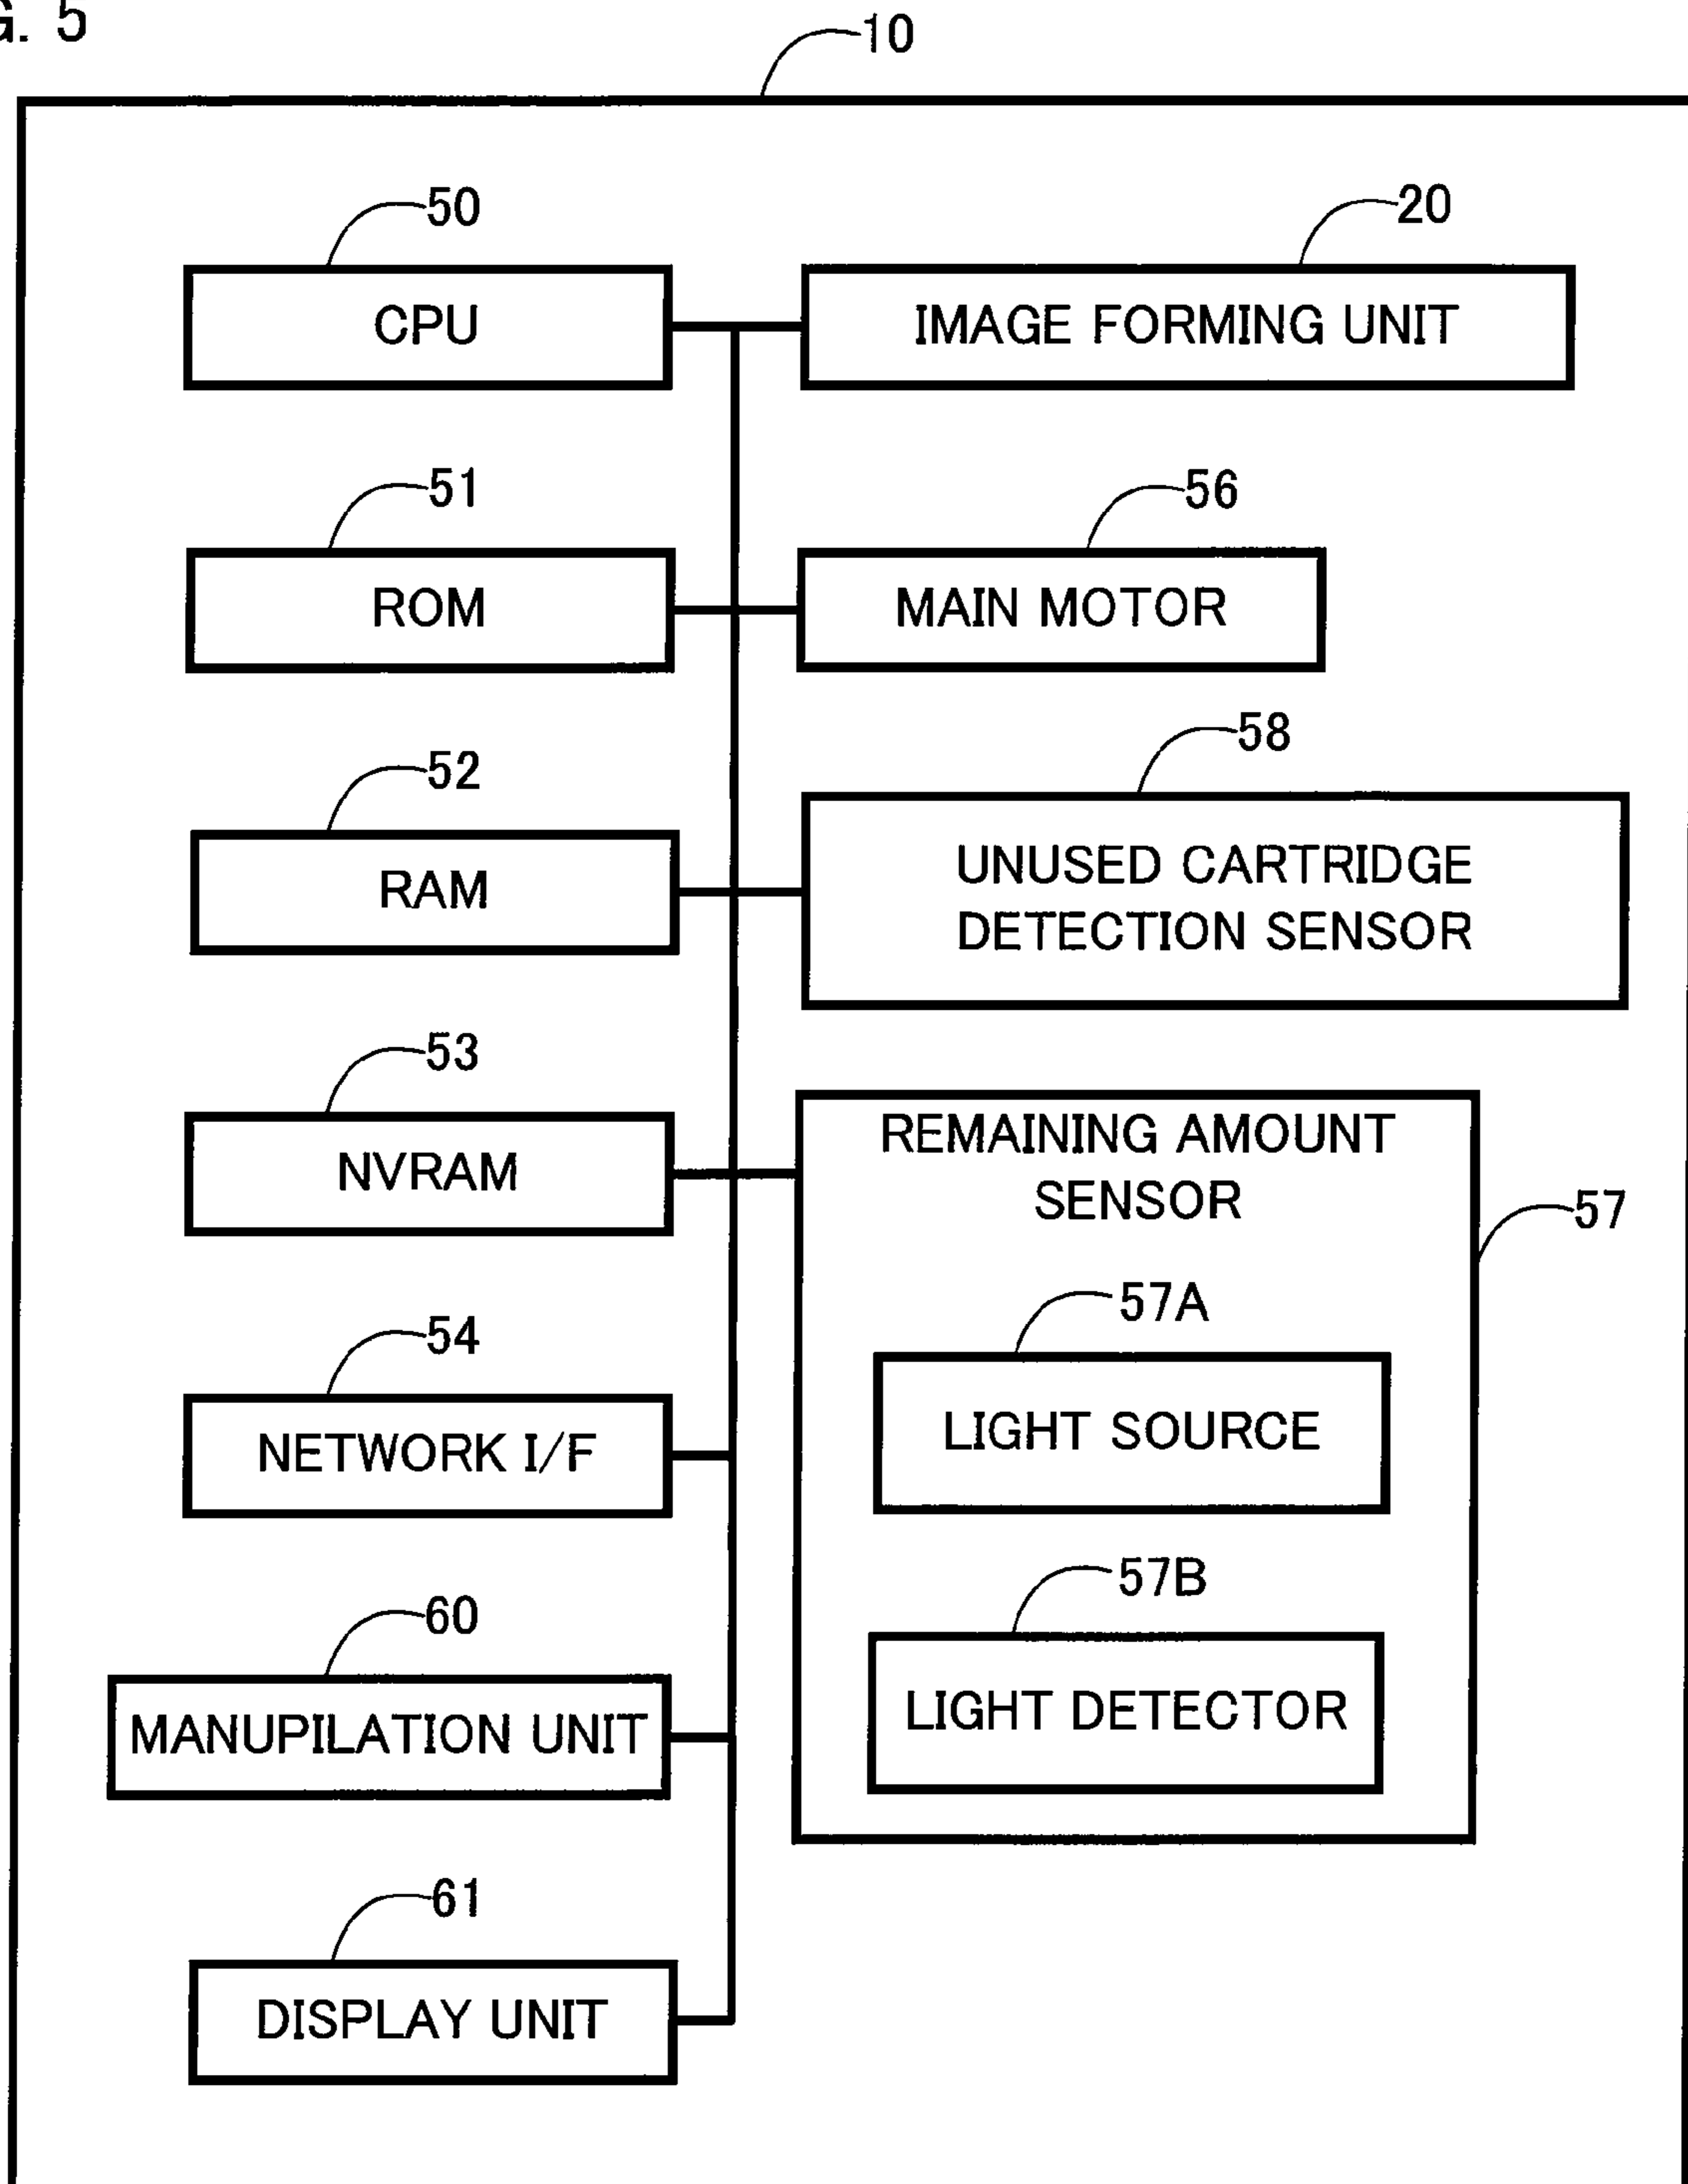 G. 5
10
50
20
CPU
IMAGE FORMING UNIT
51
56
ROM
MAIN MOTOR
58
52
UNUSED CARTRIDGE
DETECTION SENSOR
RAM
53
REMAINING AMOUNT
SENSOR
NVRAM
57
57A
54
LIGHT SOURCE
NETWORK I/F
57B
60
LIGHT DETECTOR
MANUPILATION UNIT
61
DISPLAY UNIT